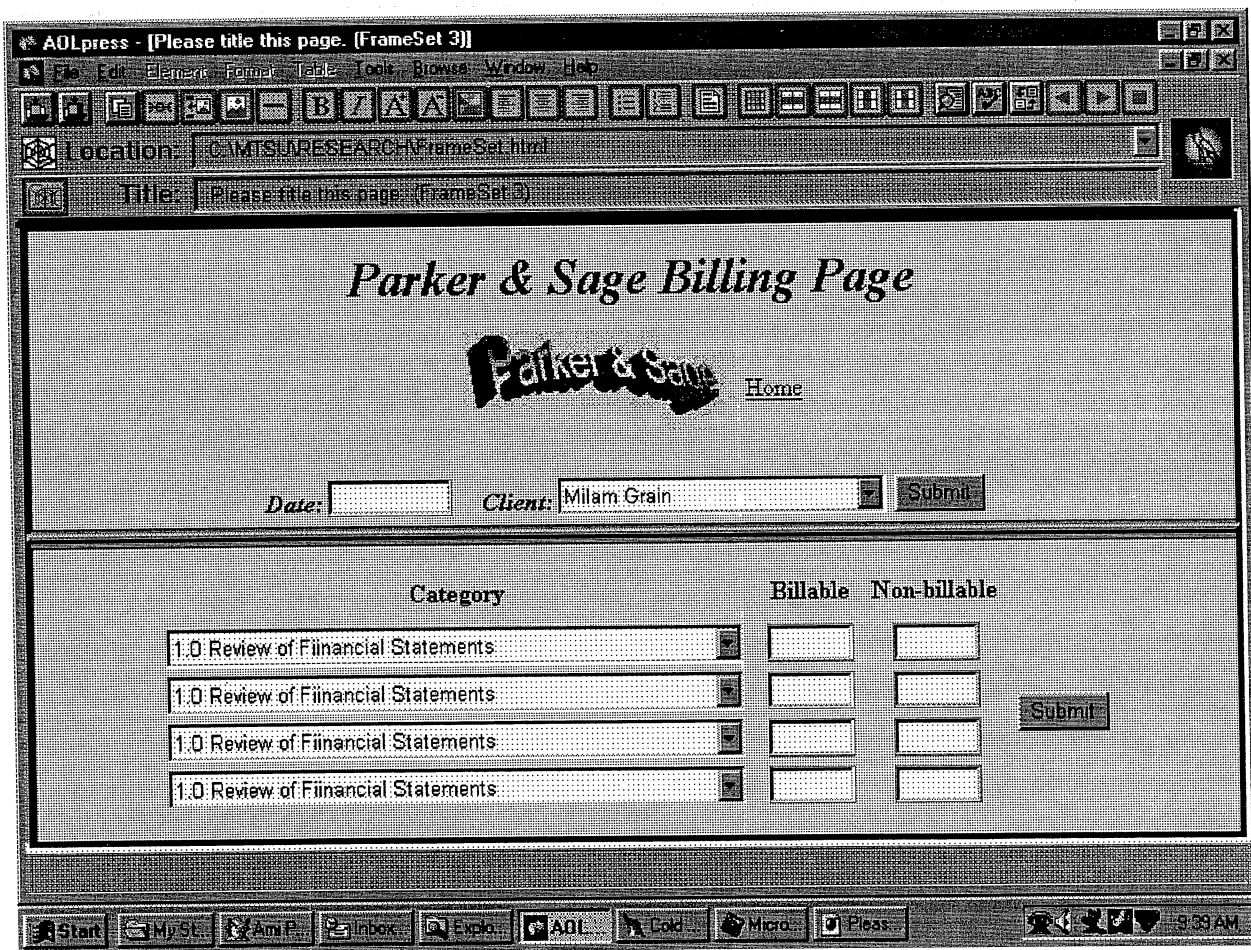 AOLpress - [Please title this page. (FrameSet 3)]
File Edit Element Format Table Tools Browse Window Help
B I A A ABC
Location: C:\MTSU\RESEARCH\FrameSet.html
Title: Please title this page. (FrameSet 3)
Parker & Sage Billing Page
Parker & Sage Home
Date: Client: Milam Grain Submit
Category Billable Non-billable
1.0 Review of Fiinancial Statements
1.0 Review of Fiinancial Statements
Submit
1.0 Review of Fiinancial Statements
1.0 Review of Fiinancial Statements
Start My St.. Ami P.. Inbox.. Explo.. AOL... Cold .. Micro.. Pleas.. 9:39 AM